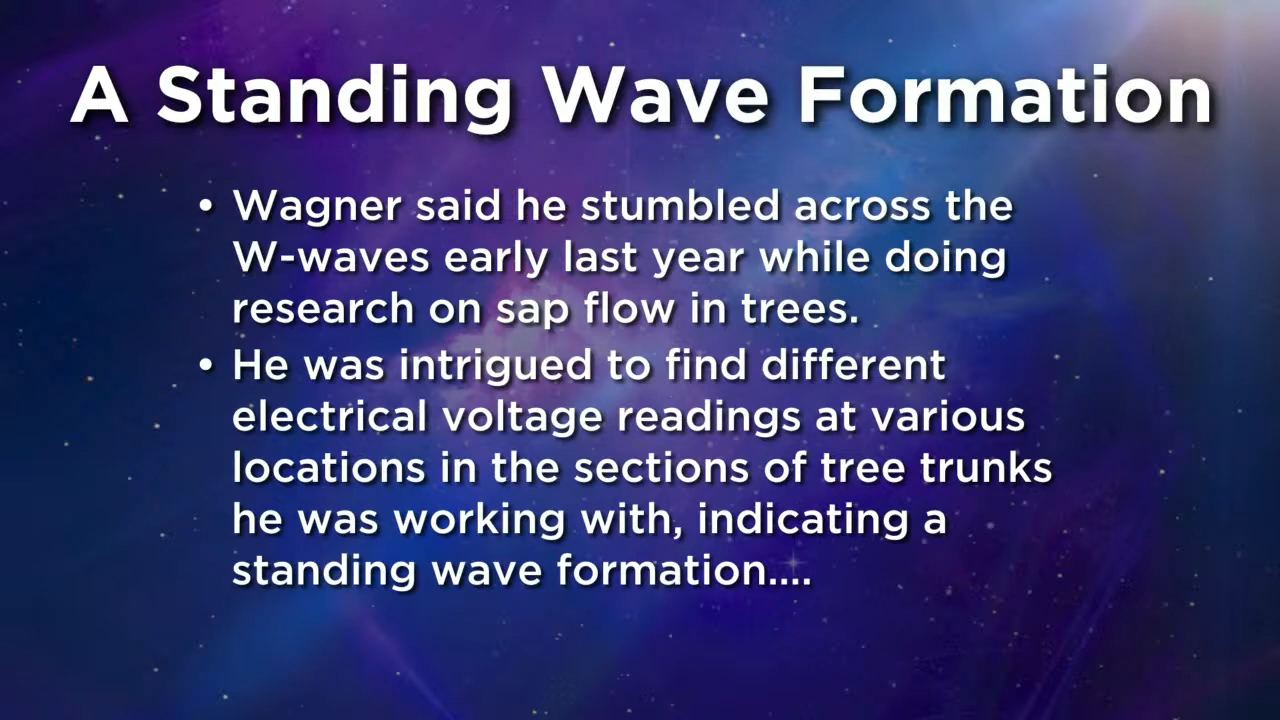 A Standing Wave Formation
• Wagner said he stumbled across the
W-waves early last year while doing
research on sap flow in trees.
• He was intrigued to find different
electrical voltage readings at various
locations in the sections of tree trunks
he was working with, indicating a
standing wave formation....